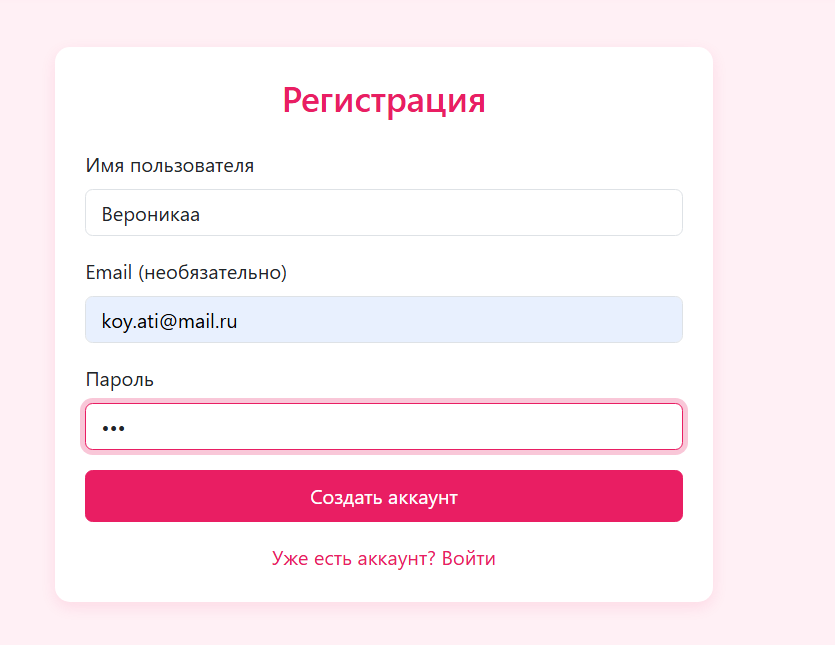 Регистрация
Имя пользователя
Вероникаа
Email (необязательно)
koy.ati@mail.ru
Пароль
•••
Создать аккаунт
Уже есть аккаунт? Войти